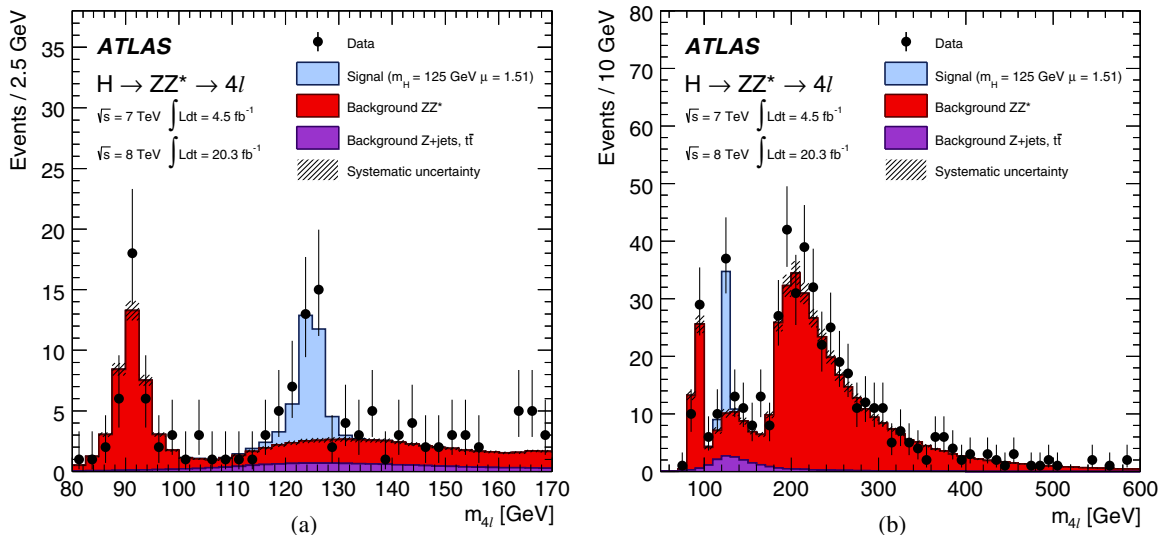 Events / 2.5 GeV
35
30
25
20
15
10
5
0
80 90 100 110 120 130 140 150 160 170
m4l [GeV]
ATLAS
H → ZZ* → 4l
√s = 7 TeV ∫Ldt = 4.5 fb-1
√s = 8 TeV ∫Ldt = 20.3 fb-1
Data
Signal (mH = 125 GeV μ = 1.51)
Background ZZ*
Background Z+jets, tt̄
Systematic uncertainty
(a)
Events / 10 GeV
80
70
60
50
40
30
20
10
0
100 200 300 400 500 600
m4l [GeV]
ATLAS
H → ZZ* → 4l
√s = 7 TeV ∫Ldt = 4.5 fb-1
√s = 8 TeV ∫Ldt = 20.3 fb-1
Data
Signal (mH = 125 GeV μ = 1.51)
Background ZZ*
Background Z+jets, tt̄
Systematic uncertainty
(b)